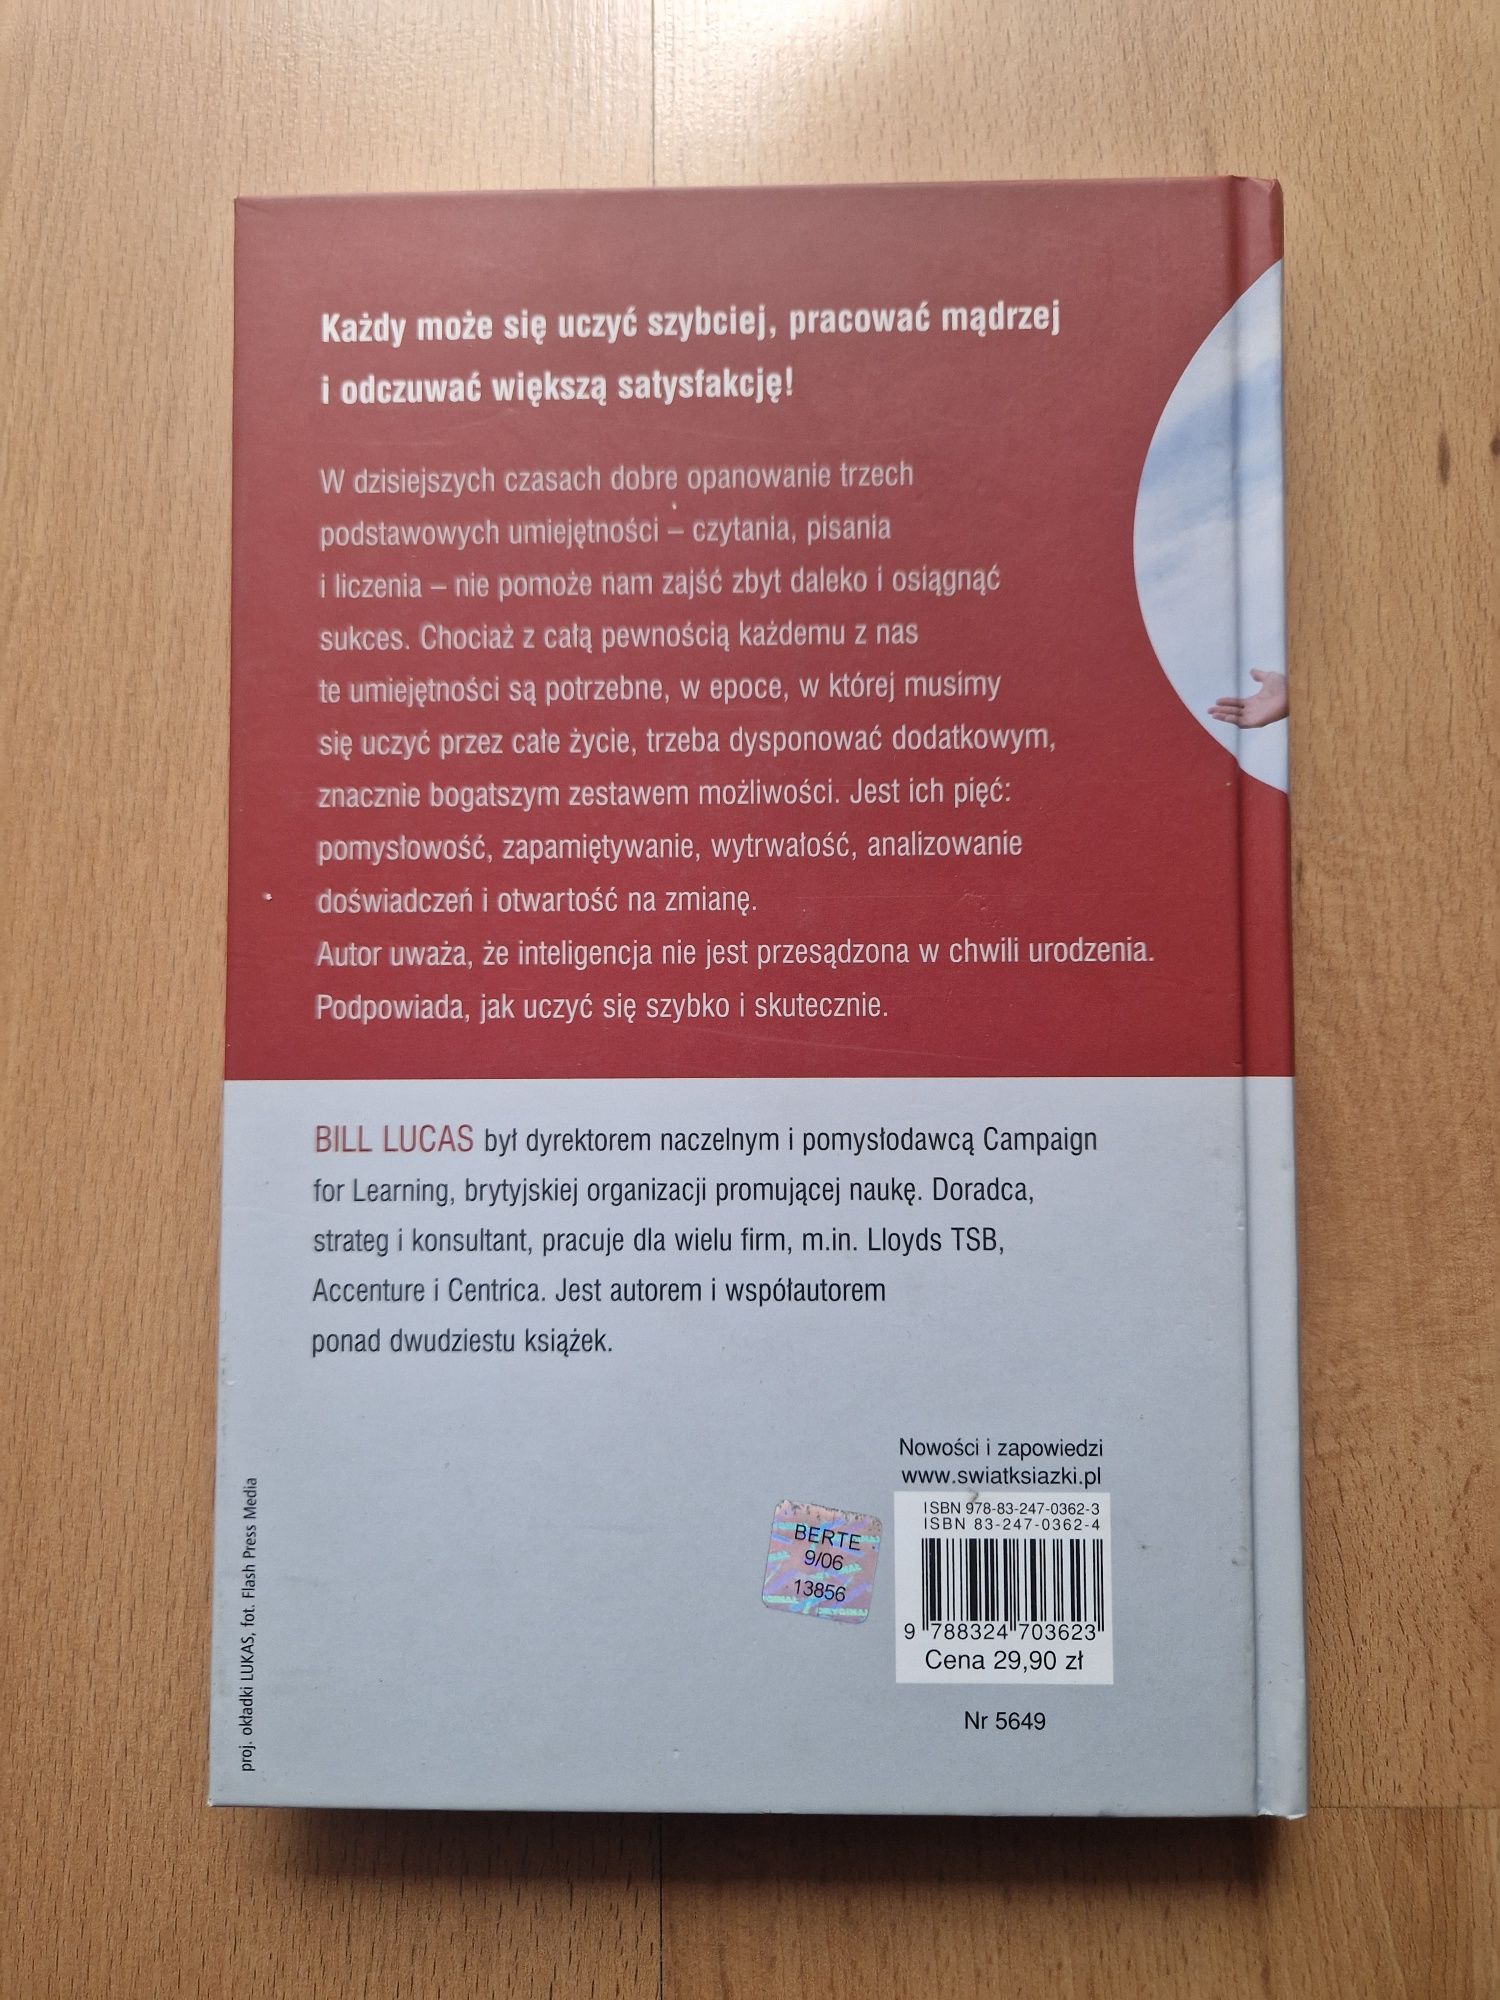 Każdy może się uczyć szybciej, pracować mądrzej
i odczuwać większą satysfakcję!
W dzisiejszych czasach dobre opanowanie trzech
podstawowych umiejętności – czytania, pisania
i liczenia – nie pomoże nam zajść zbyt daleko i osiągnąć
sukces. Chociaż z całą pewnością każdemu z nas
te umiejętności są potrzebne, w epoce, w której musimy
się uczyć przez całe życie, trzeba dysponować dodatkowym,
znacznie bogatszym zestawem możliwości. Jest ich pięć:
pomysłowość, zapamiętywanie, wytrwałość, analizowanie
doświadczeń i otwartość na zmianę.
Autor uważa, że inteligencja nie jest przesądzona w chwili urodzenia.
Podpowiada, jak uczyć się szybko i skutecznie.
BILL LUCAS był dyrektorem naczelnym i pomysłodawcą Campaign
for Learning, brytyjskiej organizacji promującej naukę. Doradca,
strateg i konsultant, pracuje dla wielu firm, m.in. Lloyds TSB,
Accenture i Centrica. Jest autorem i współautorem
ponad dwudziestu książek.
proj. okładki LUKAS, fot. Flash Press Media
Nowości i zapowiedzi
www.swiatksiazki.pl
ISBN 978-83-247-0362-3
ISBN 83-247-0362-4
9 788324 703623
Cena 29,90 zł
Nr 5649
BERTE
9/06
13856